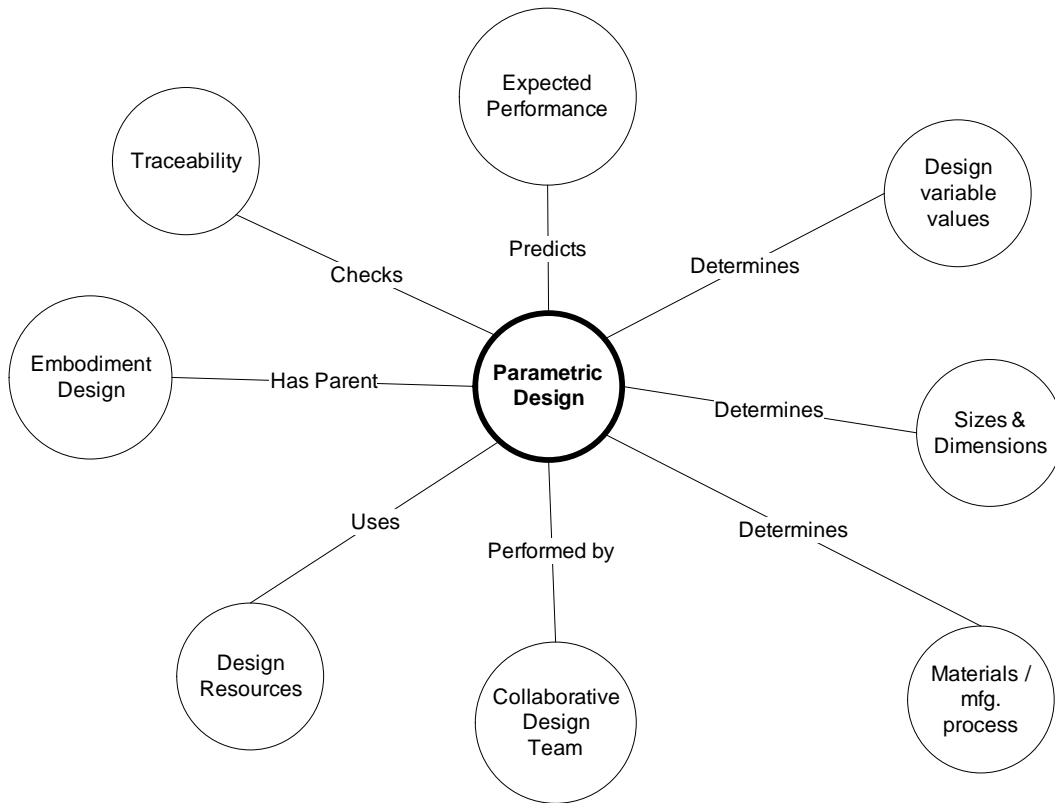 Expected
Performance
Traceability
Design
variable
values
Predicts
Determines
Checks
Embodiment
Design
Has Parent
Parametric
Design
Determines
Sizes &
Dimensions
Uses
Performed by
Determines
Design
Resources
Collaborative
Design
Team
Materials /
mfg.
process